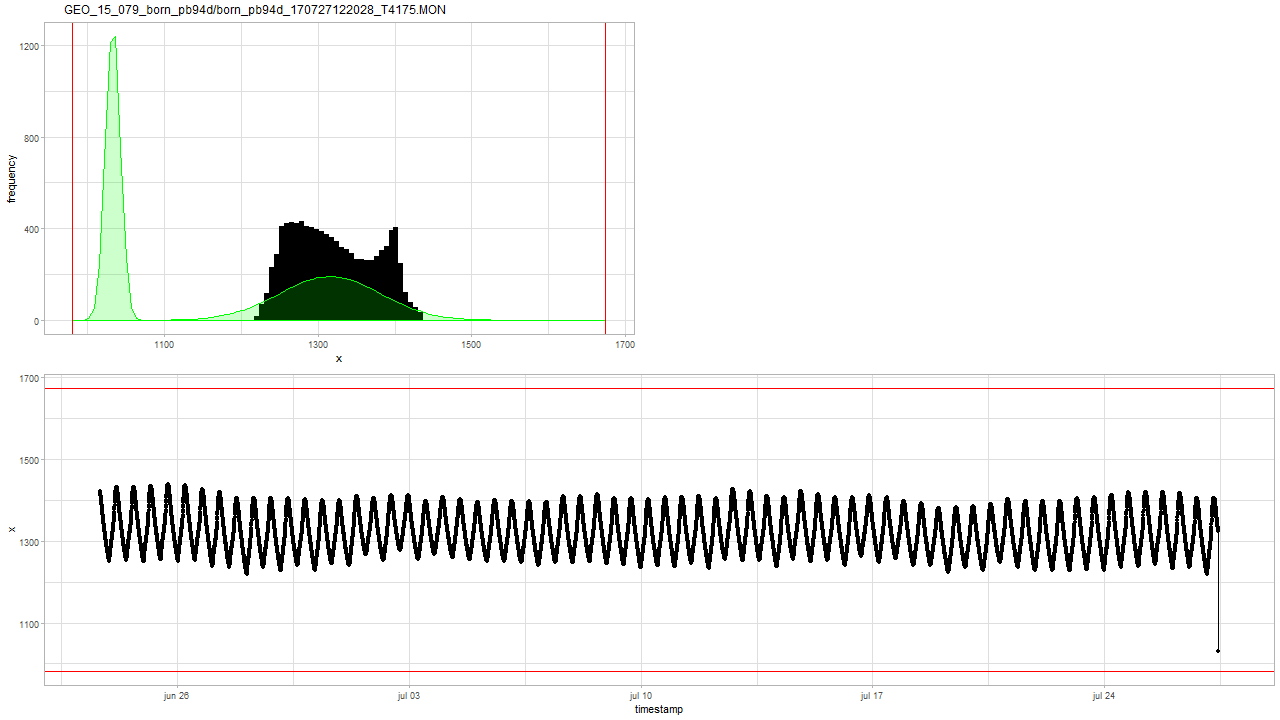 GEO_15_079_born_pb94d/born_pb94d_170727122028_T4175.MON
1200
800
400
0
frequency
1100 1300 1500 1700
x
1700
1500
1300
1100
x
jun 26 jul 03 jul 10 jul 17 jul 24
timestamp